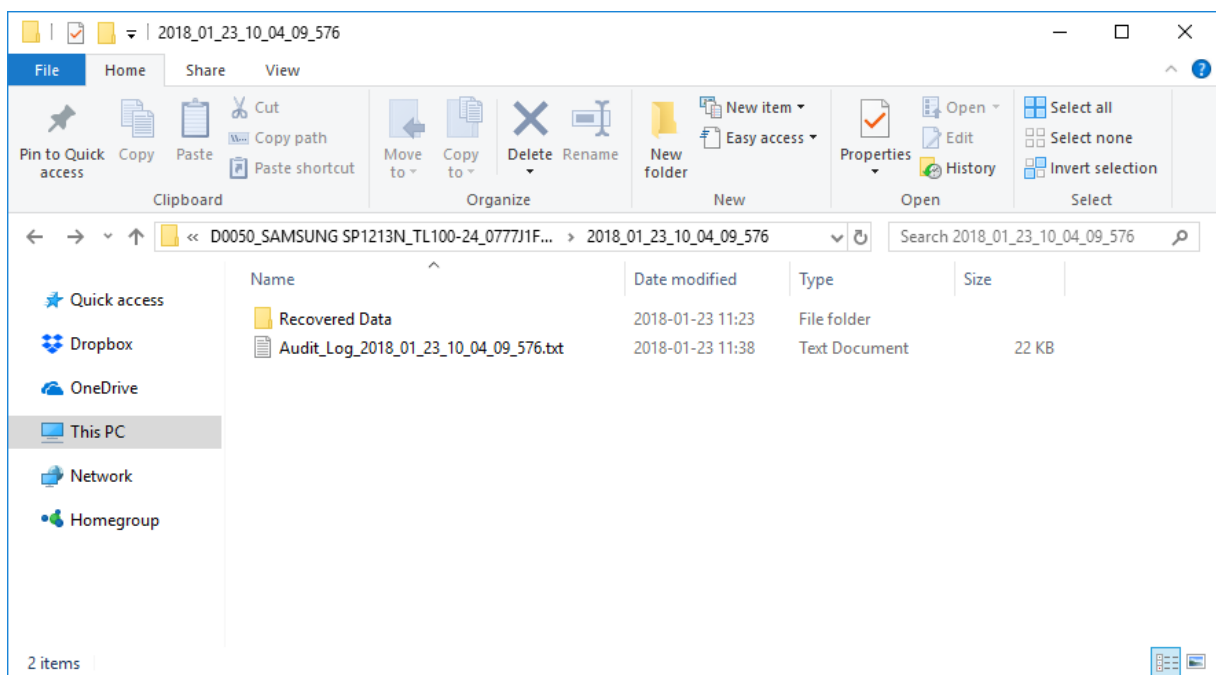 2018_01_23_10_04_09_576
File Home Share View
Pin to Quick access
Copy
Paste
Cut
Copy path
Paste shortcut
Clipboard
Move to
Copy to
Delete
Rename
Organize
New folder
New item
Easy access
New
Properties
Open
Edit
History
Open
Select all
Select none
Invert selection
Select
« D0050_SAMSUNG SP1213N_TL100-24_0777J1F... › 2018_01_23_10_04_09_576
Search 2018_01_23_10_04_09_576
Quick access
Dropbox
OneDrive
This PC
Network
Homegroup
Name Date modified Type Size
Recovered Data 2018-01-23 11:23 File folder
Audit_Log_2018_01_23_10_04_09_576.txt 2018-01-23 11:38 Text Document 22 KB
2 items